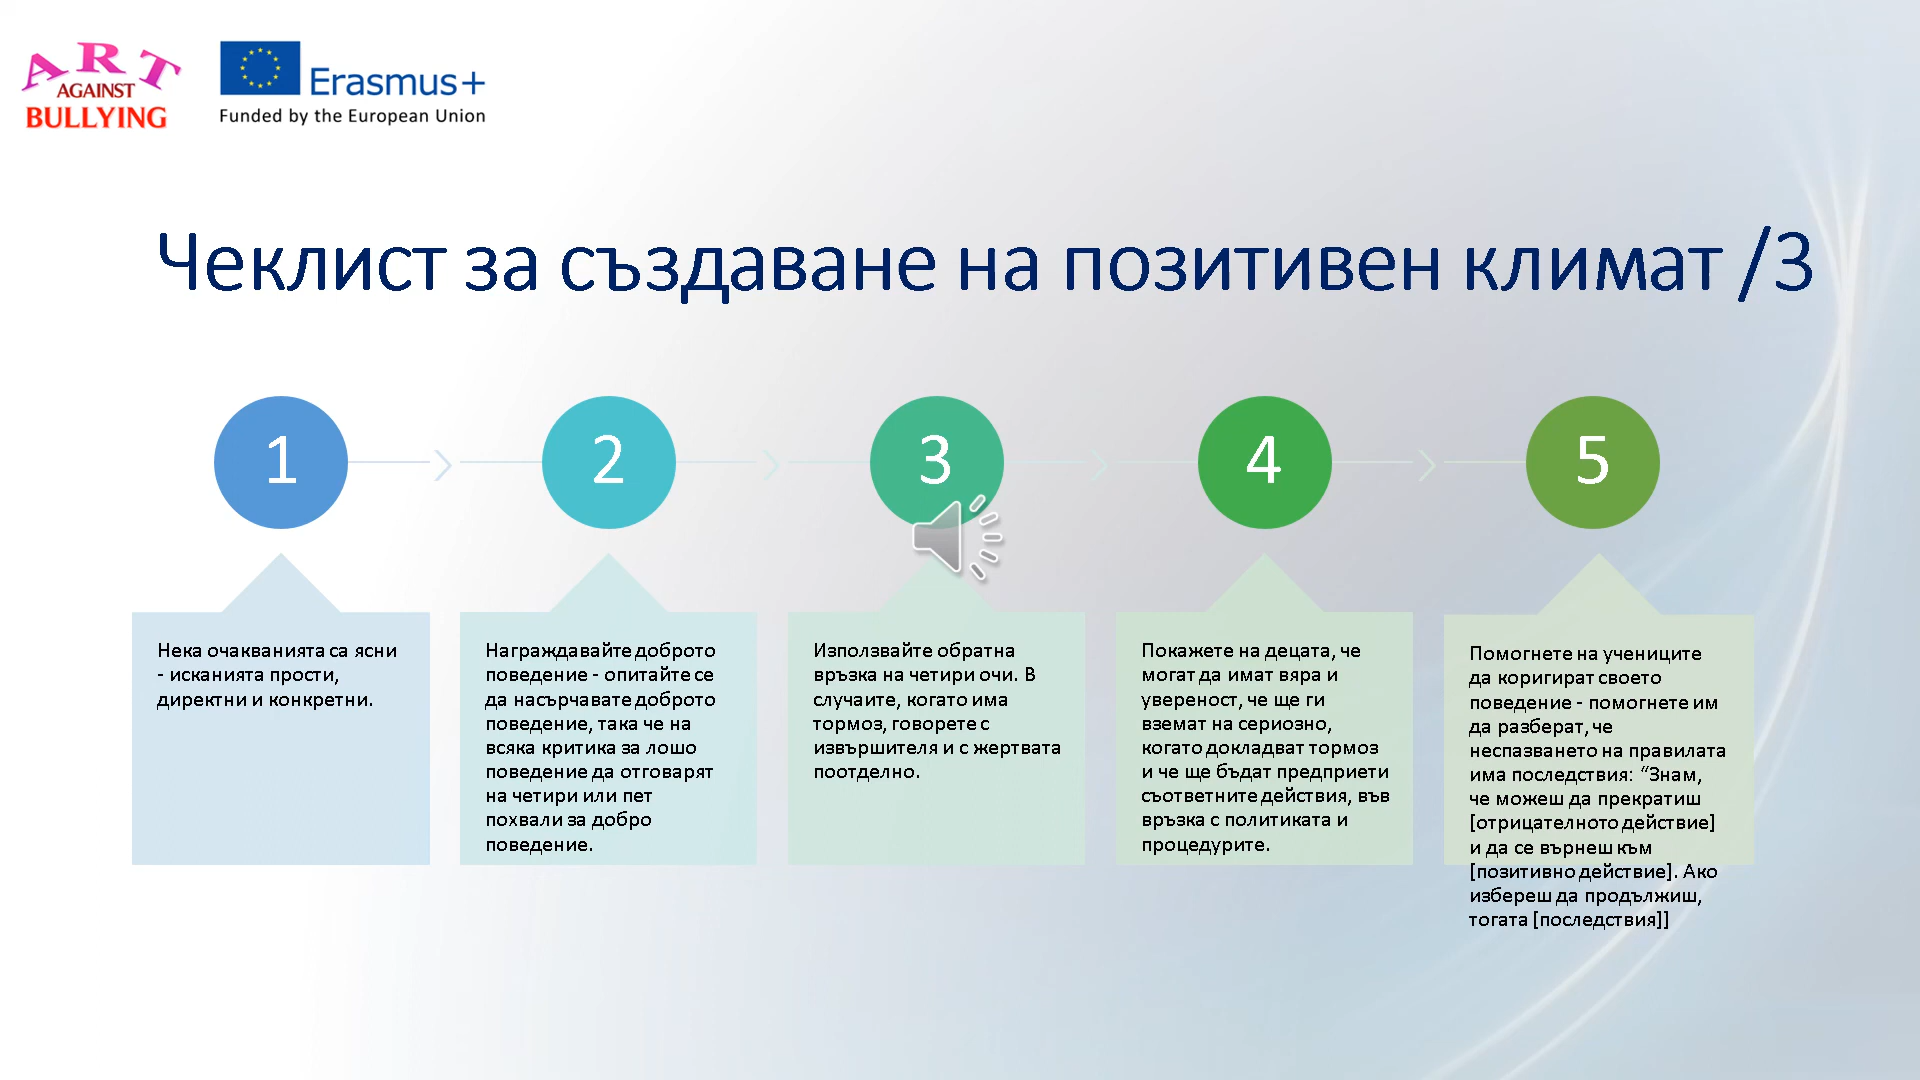 ART
AGAINST
BULLYING
Erasmus+
Funded by the European Union
Чеклист за създаване на позитивен климат /3
1
Нека очакванията са ясни
- исканията прости,
директни и конкретни.
2
Награждавайте доброто
поведение - опитайте се
да насърчавате доброто
поведение, така че на
всяка критика за лошо
поведение да отговарят
на четири или пет
похвали за добро
поведение.
3
Използвайте обратна
връзка на четири очи. В
случаите, когато има
тормоз, говорете с
извършителя и с жертвата
поотделно.
4
Покажете на децата, че
могат да имат вяра и
увереност, че ще ги
вземат на сериозно,
когато докладват тормоз
и че ще бъдат предприети
съответните действия, във
връзка с политиката и
процедурите.
5
Помогнете на учениците
да коригират своето
поведение - помогнете им
да разберат, че
неспазването на правилата
има последствия: “Знам,
че можеш да прекратиш
[отрицателното действие]
и да се върнеш към
[позитивно действие]. Ако
избереш да продължиш,
тогата [последствия]]